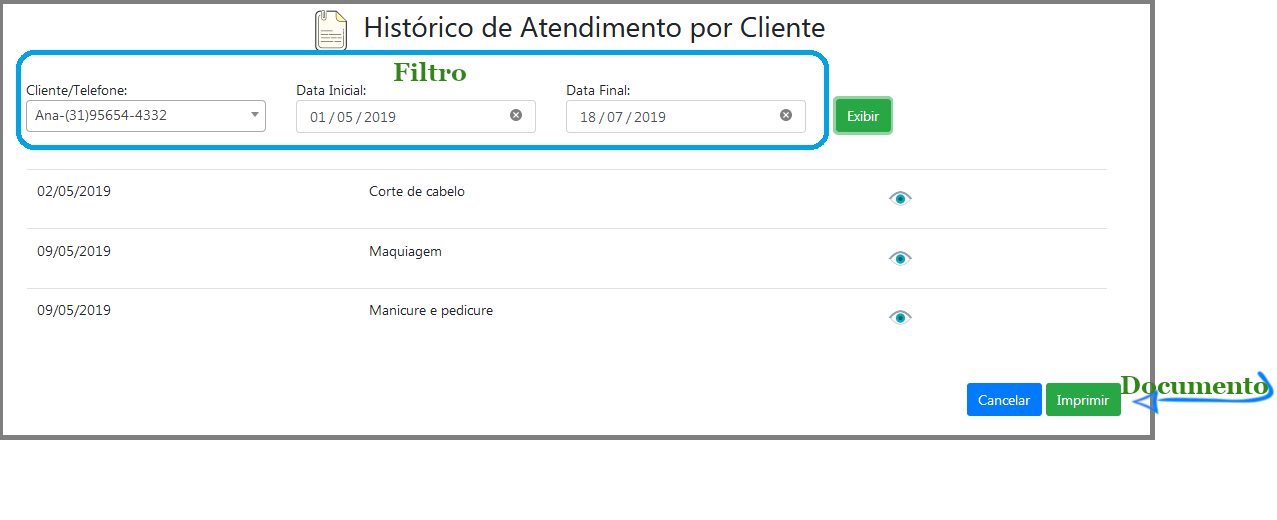 Histórico de Atendimento por Cliente
Filtro
Cliente/Telefone: Data Inicial: Data Final:
Ana-(31)95654-4332 01 / 05 / 2019 18 / 07 / 2019 Exibir
02/05/2019 Corte de cabelo
09/05/2019 Maquiagem
09/05/2019 Manicure e pedicure
Documento
Cancelar Imprimir